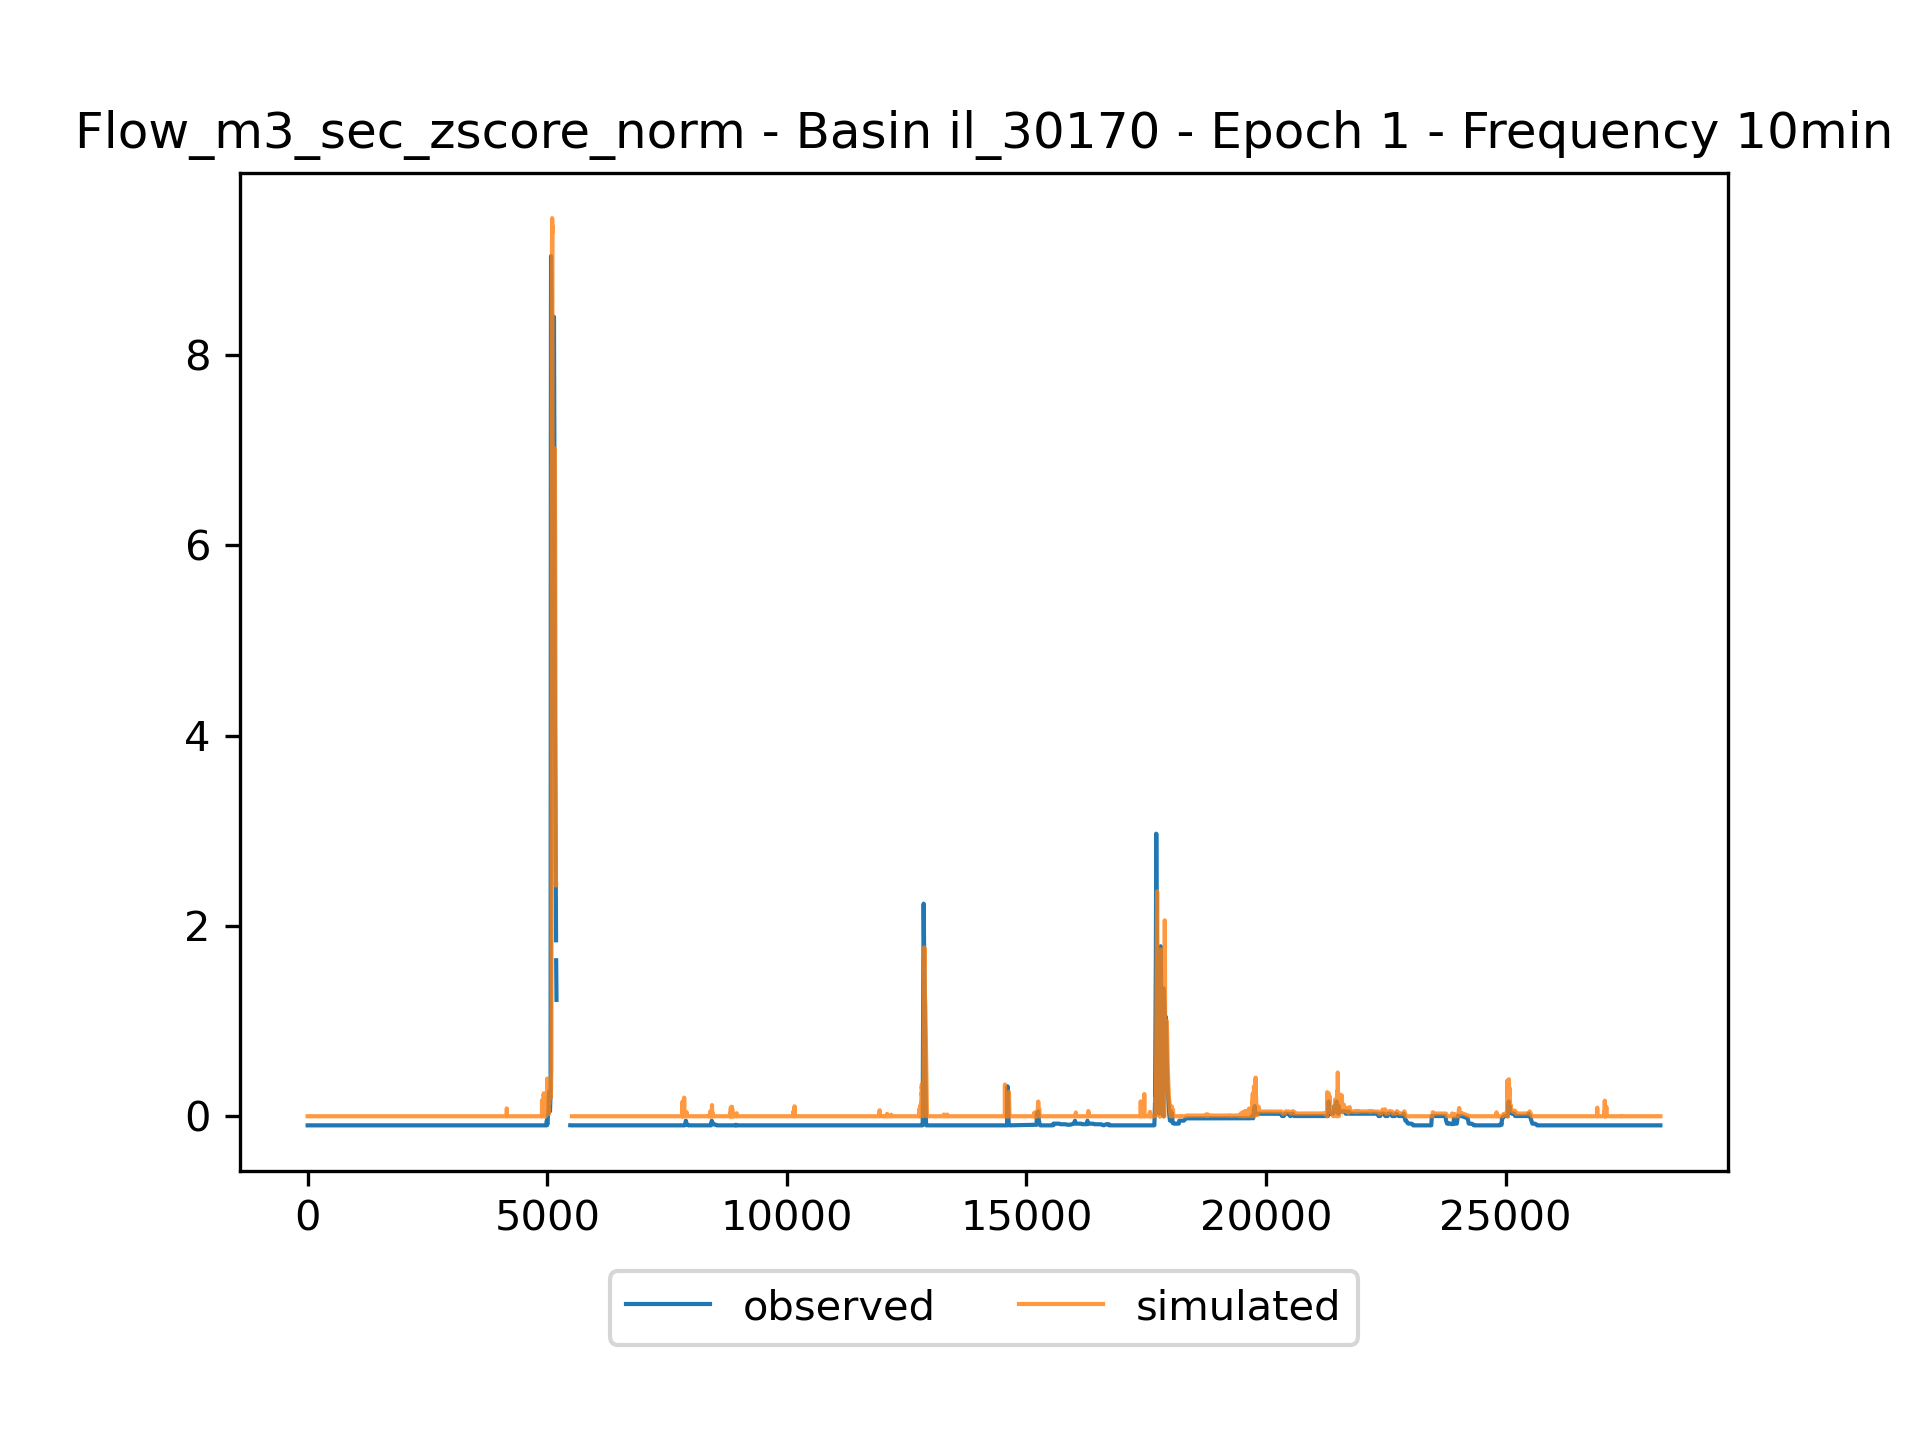 Flow_m3_sec_zscore_norm - Basin il_30170 - Epoch 1 - Frequency 10min
8
6
4
2
0
0 5000 10000 15000 20000 25000
observed simulated